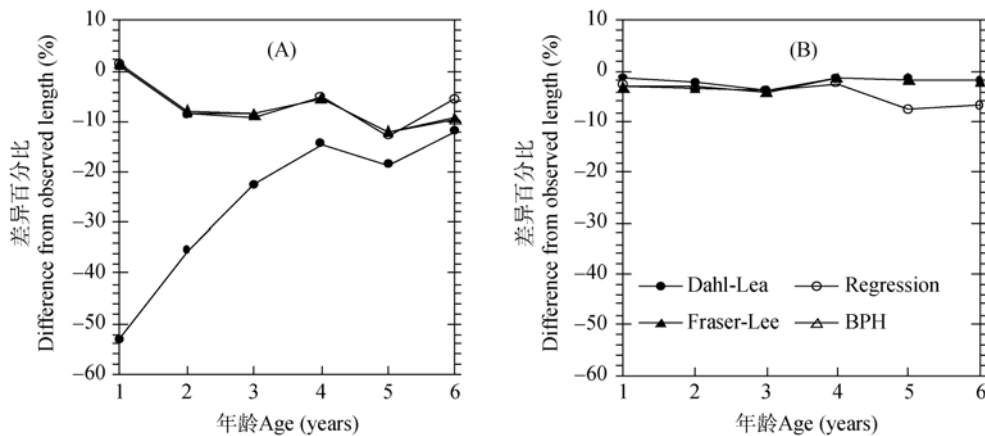 差异百分比
Difference from observed length (%)
10
0
–10
–20
–30
–40
–50
–60
(A)
1 2 3 4 5 6
年龄Age (years)
差异百分比
Difference from observed length (%)
10
0
–10
–20
–30
–40
–50
–60
(B)
Dahl-Lea Regression
Fraser-Lee BPH
1 2 3 4 5 6
年龄Age (years)